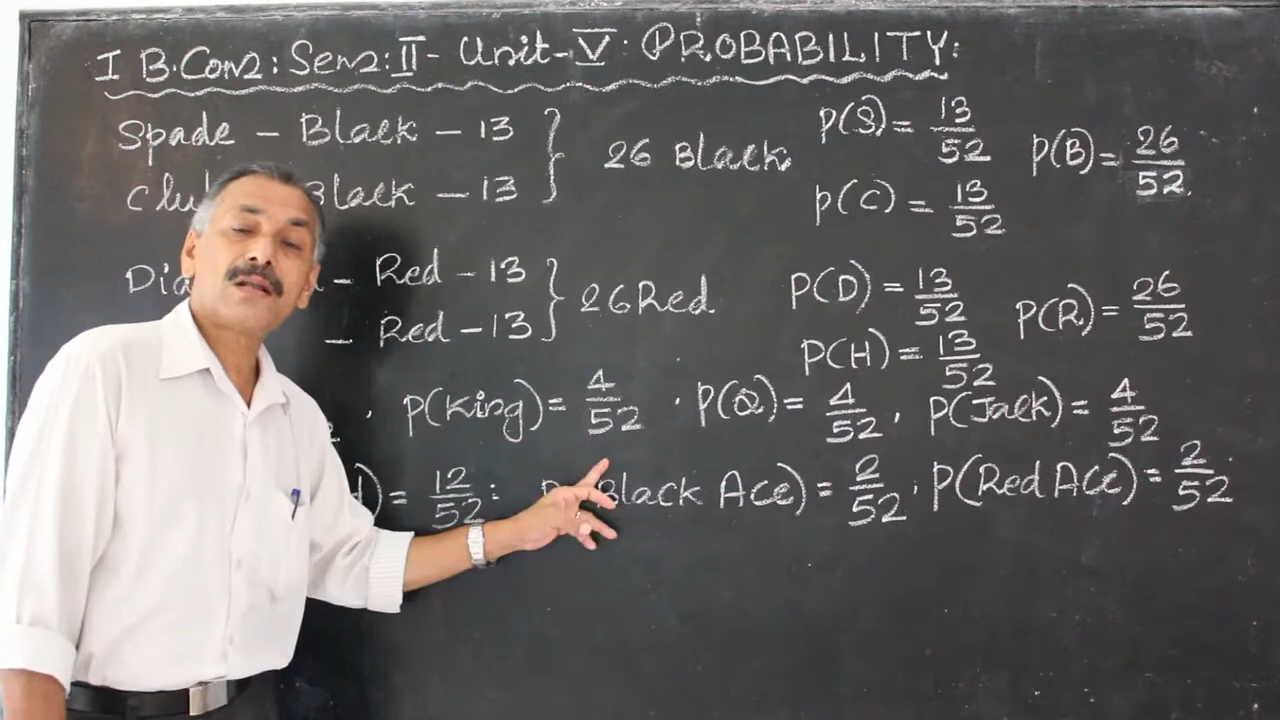 I B.Com: Sem: II - Unit - V. PROBABILITY:
Spade - Black - 13 } 26 Black. P(S) = 13/52 P(B) = 26/52.
Black - 13 P(C) = 13/52
- Red - 13 } 26 Red P(D) = 13/52 P(R) = 26/52
- Red - 13 P(H) = 13/52
, P(King) = 4/52 . P(Q) = 4/52 , P(Jack) = 4/52
) = 12/52 : Black Ace) = 2/52 , P(Red Ace) = 2/52